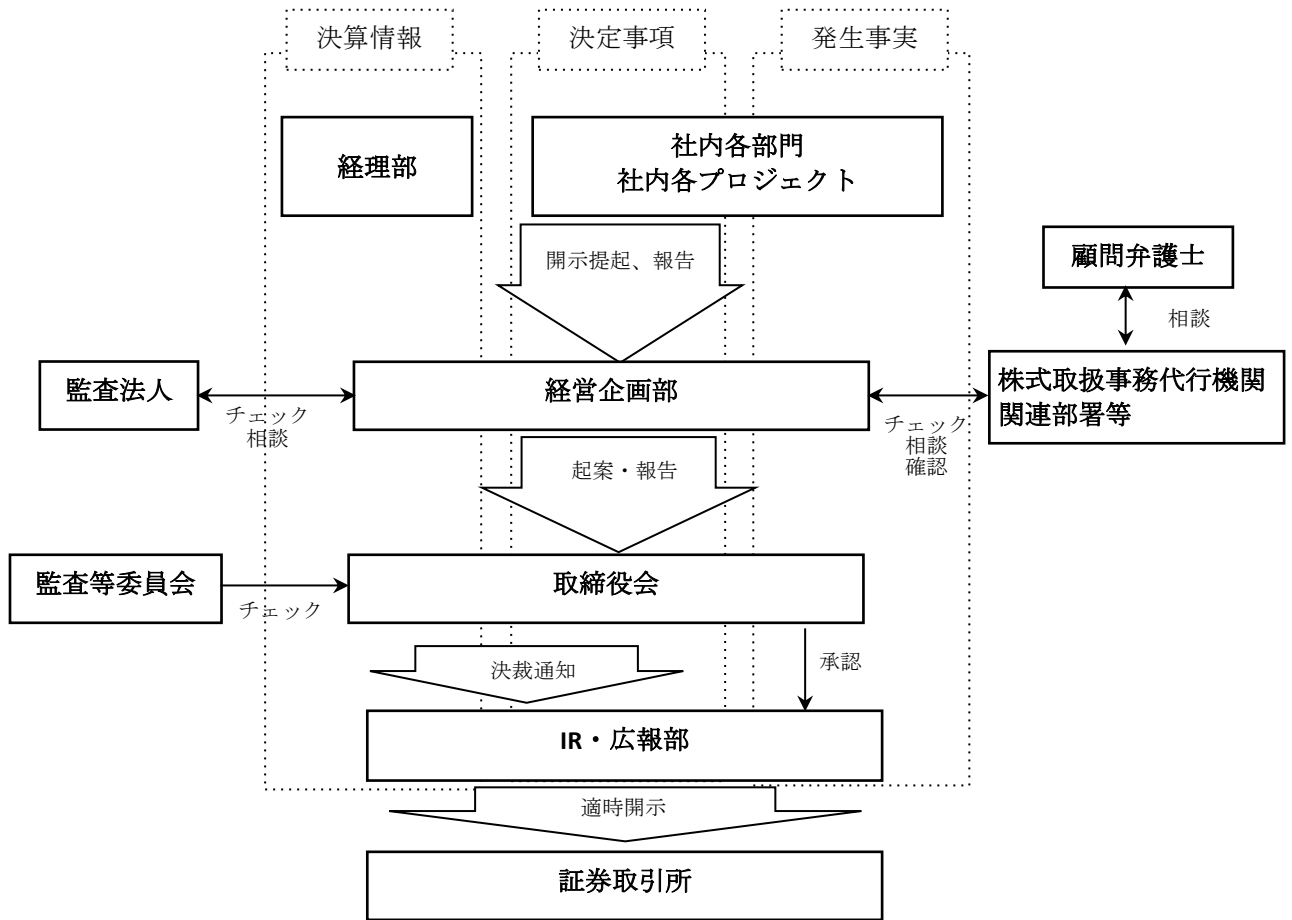 決算情報
決定事項
発生事実
経理部
社内各部門
社内各プロジェクト
開示提起、報告
顧問弁護士
相談
監査法人
チェック
相談
経営企画部
チェック
相談
確認
株式取扱事務代行機関
関連部署等
起案・報告
監査等委員会
チェック
取締役会
決裁通知
承認
IR・広報部
適時開示
証券取引所